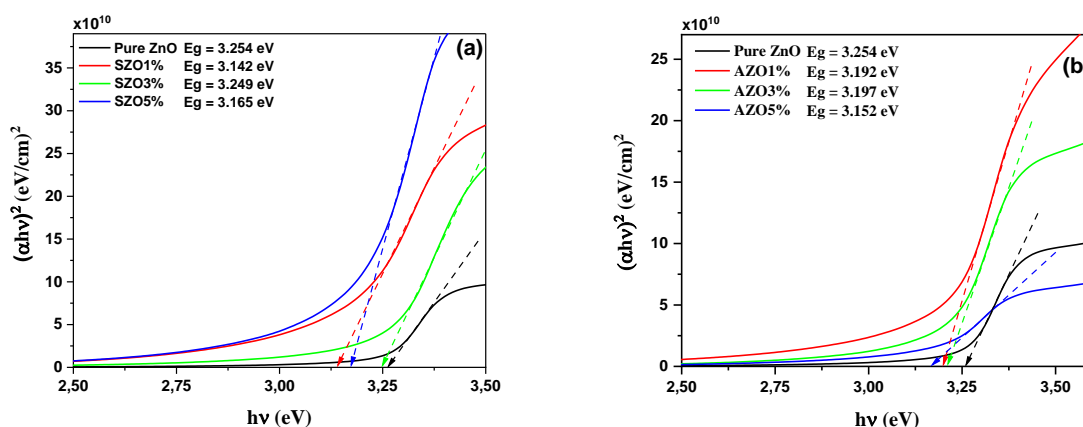 x10¹⁰
(a)
Pure ZnO Eg = 3.254 eV
SZO1% Eg = 3.142 eV
SZO3% Eg = 3.249 eV
SZO5% Eg = 3.165 eV
35
30
25
20
15
10
5
0
(αhν)² (eV/cm)²
2,50 2,75 3,00 3,25 3,50
hν (eV)
x10¹⁰
(b
Pure ZnO Eg = 3.254 eV
AZO1% Eg = 3.192 eV
AZO3% Eg = 3.197 eV
AZO5% Eg = 3.152 eV
25
20
15
10
5
0
(αhν)² (eV/cm)²
2,50 2,75 3,00 3,25 3,50
hν (eV)